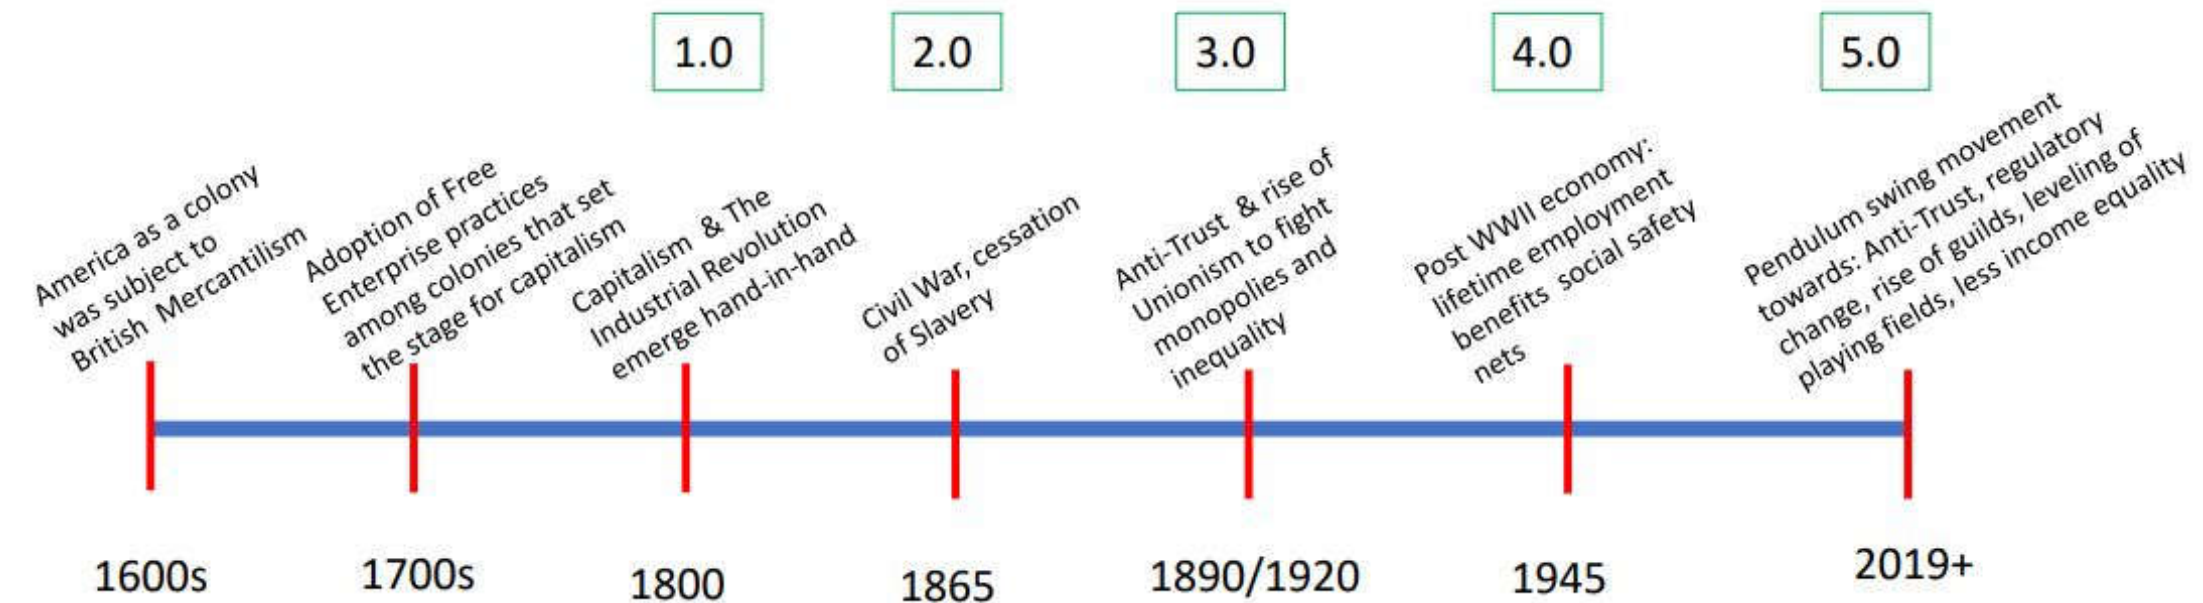 1.0
2.0
3.0
4.0
5.0
America as a colony
was subject to
British Mercantilism
Adoption of Free
Enterprise practices
among colonies that set
the stage for capitalism
Capitalism & The
Industrial Revolution
emerge hand-in-hand
Civil War, cessation
of Slavery
Anti-Trust & rise of
Unionism to fight
monopolies and
inequality
Post WWII economy:
lifetime employment
benefits social safety
nets
Pendulum swing movement
towards: Anti-Trust, regulatory
change, rise of guilds, leveling of
playing fields, less income equality
1600s
1700s
1800
1865
1890/1920
1945
2019+